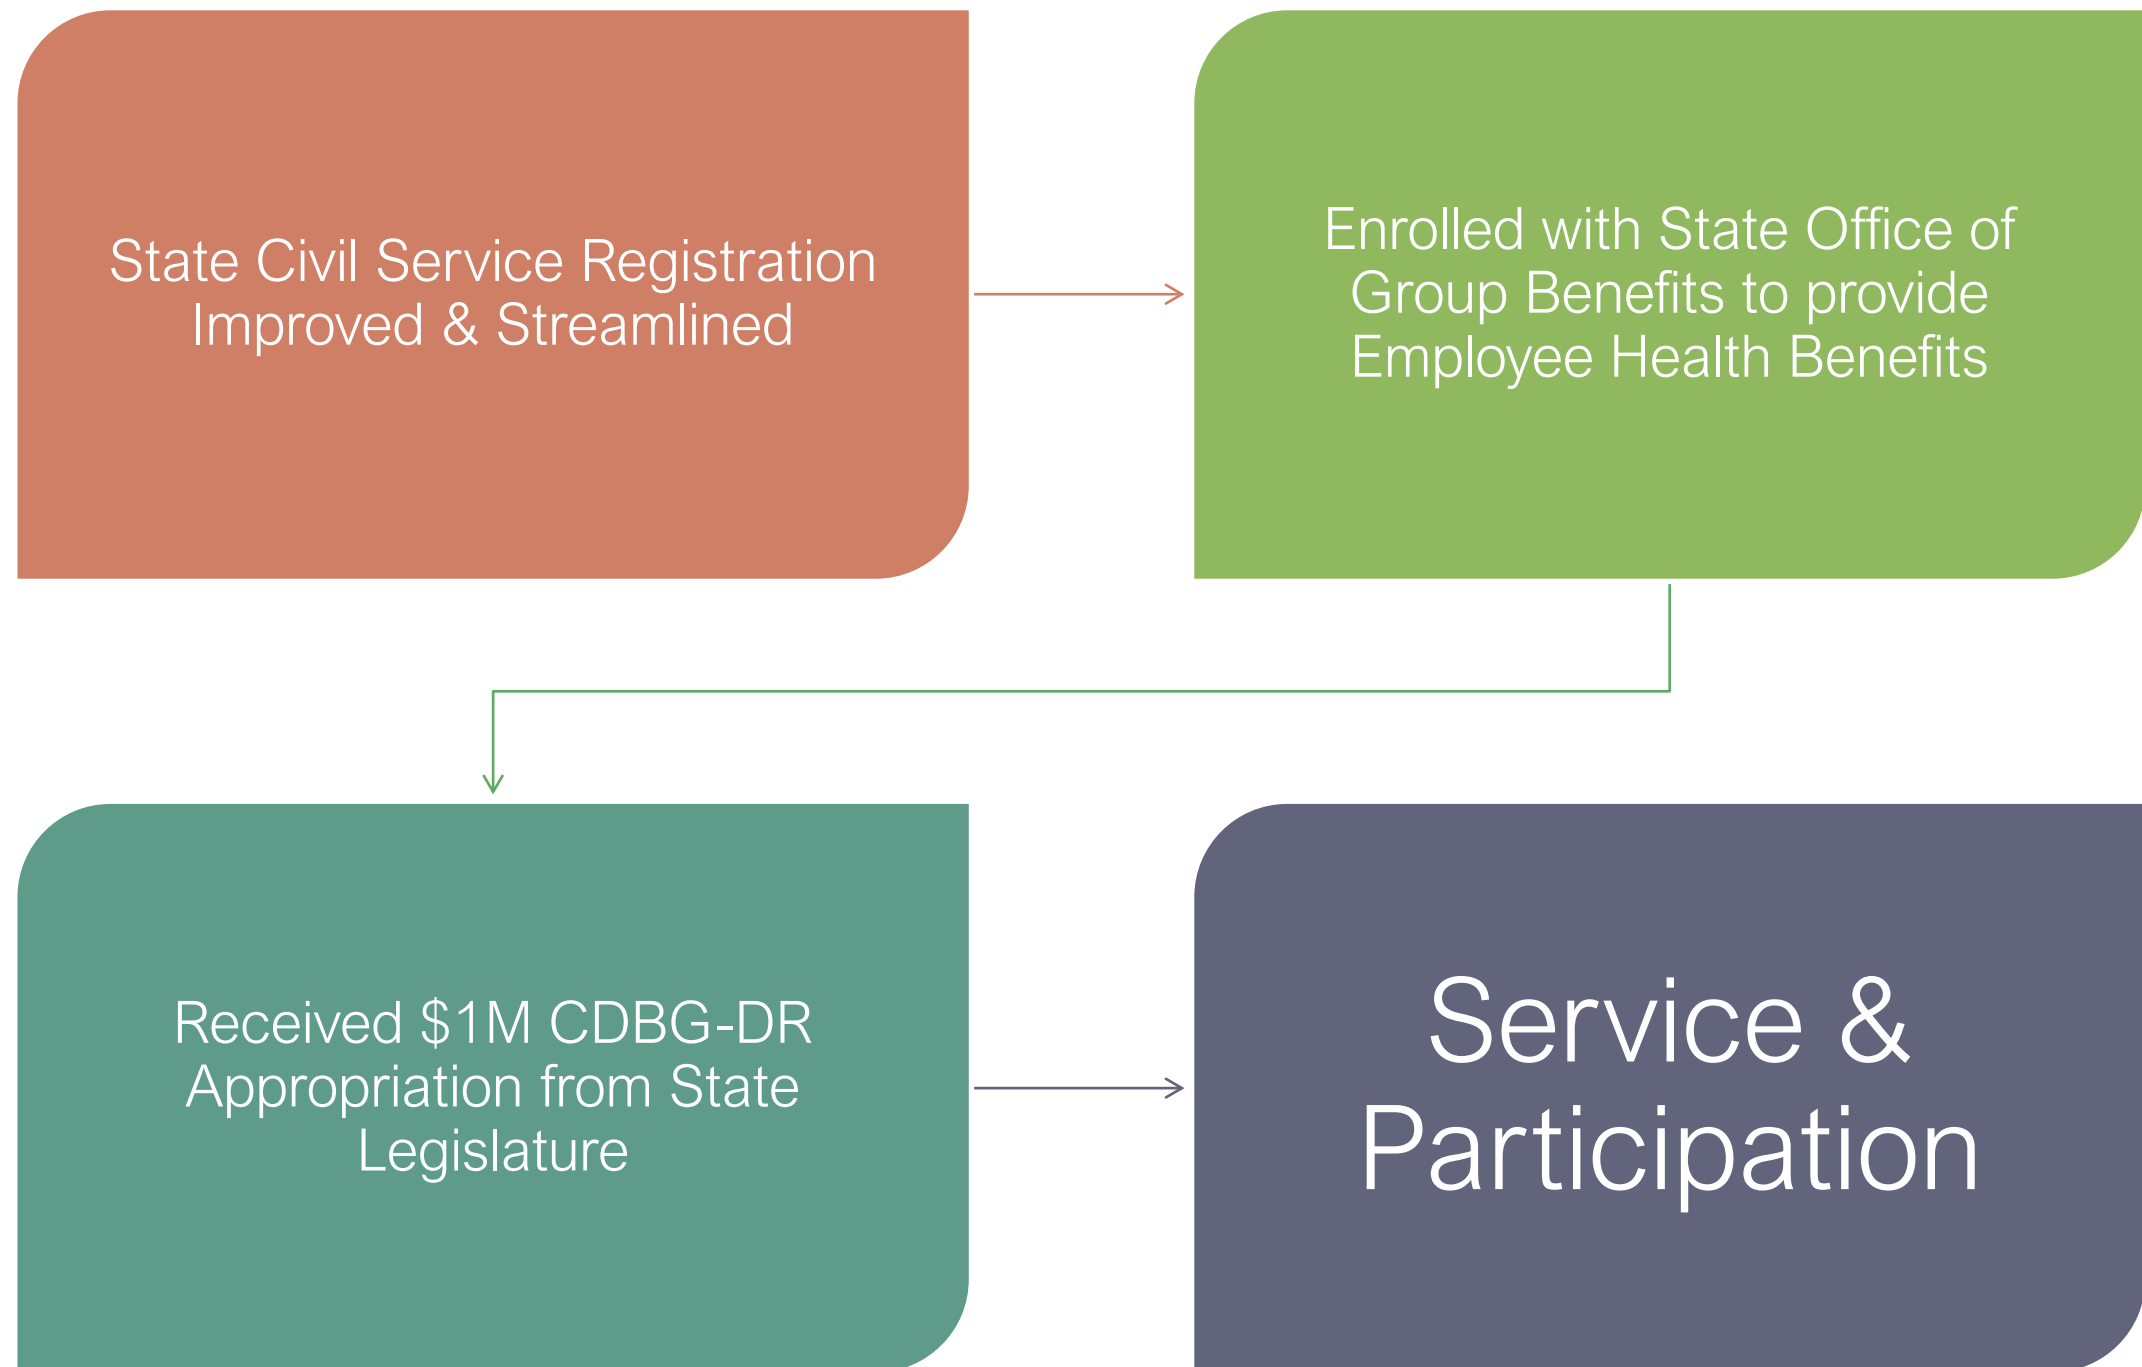 State Civil Service Registration
Improved & Streamlined
Enrolled with State Office of
Group Benefits to provide
Employee Health Benefits
Received $1M CDBG-DR
Appropriation from State
Legislature
Service &
Participation